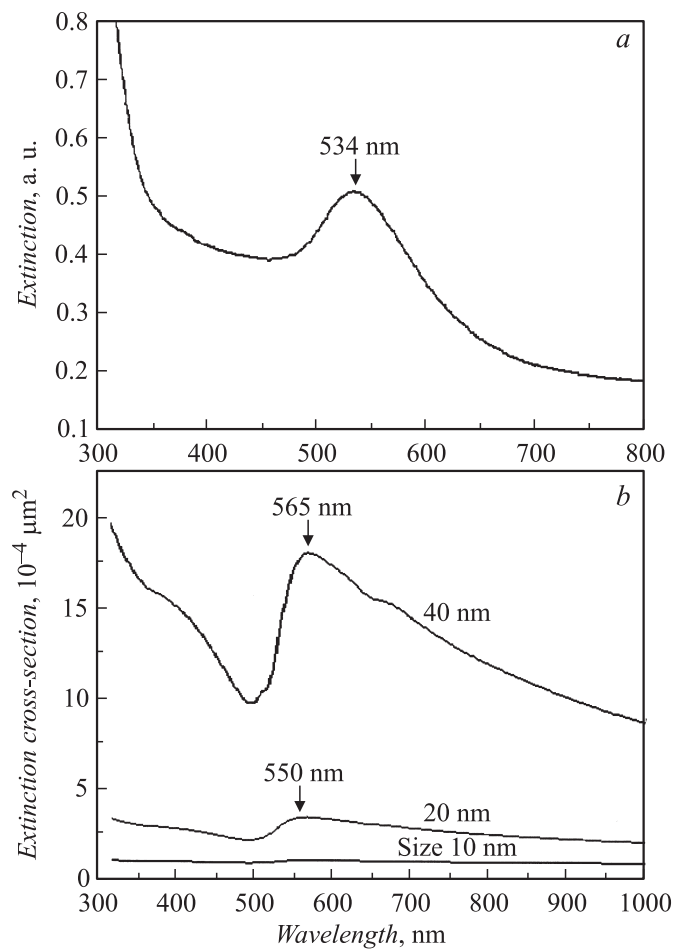 0.8
a
0.7
0.6
534 nm
0.5
0.4
0.3
0.2
0.1
Extinction, a. u.
300 400 500 600 700 800
b
565 nm
20
15
40 nm
10
550 nm
5
20 nm
Size 10 nm
0
Extinction cross-section, 10⁻⁴ μm²
300 400 500 600 700 800 900 1000
Wavelength, nm